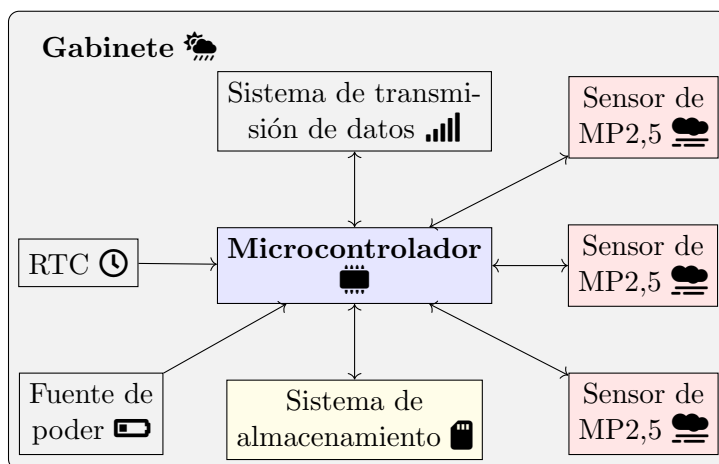 Gabinete
Sistema de transmi-
sión de datos
Sensor de
MP2,5
RTC
Microcontrolador
Sensor de
MP2,5
Fuente de
poder
Sistema de
almacenamiento
Sensor de
MP2,5